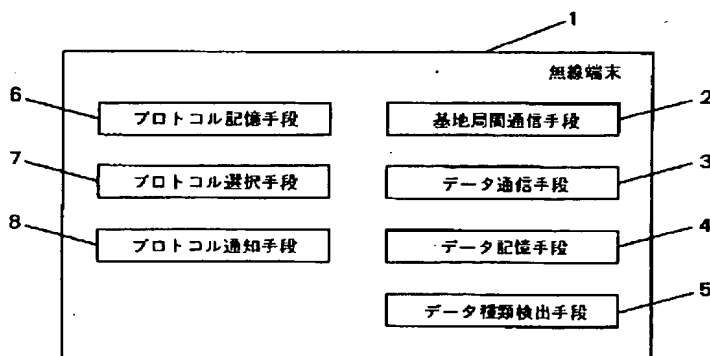 1
無線端末
6
プロトコル記憶手段
基地局間通信手段
2
7
プロトコル選択手段
データ通信手段
3
8
プロトコル通知手段
データ記憶手段
4
データ種類検出手段
5